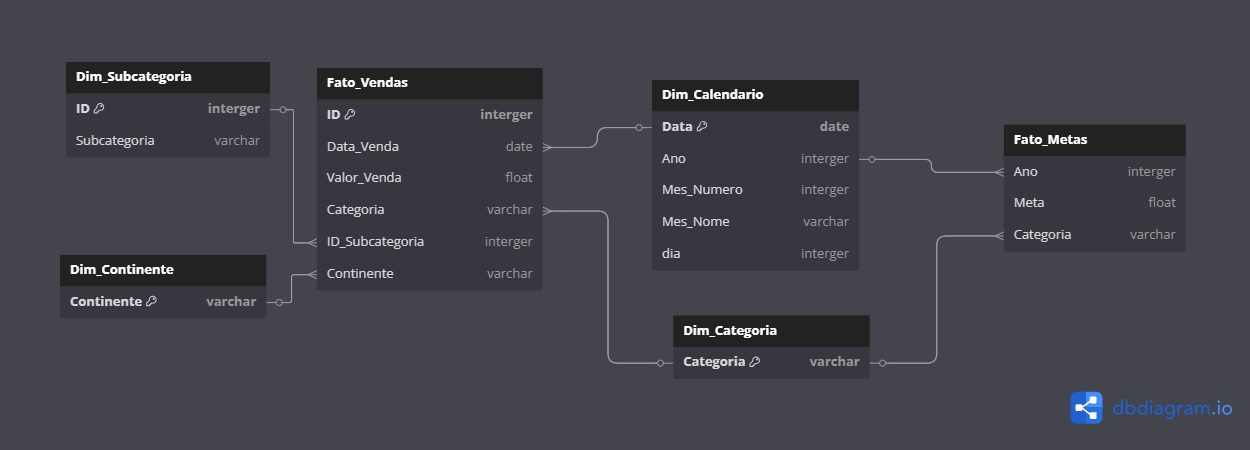 Dim_Subcategoria
ID interger
Subcategoria varchar
Fato_Vendas
ID interger
Data_Venda date
Valor_Venda float
Categoria varchar
ID_Subcategoria interger
Continente varchar
Dim_Continente
Continente varchar
Dim_Calendario
Data date
Ano interger
Mes_Numero interger
Mes_Nome varchar
dia interger
Dim_Categoria
Categoria varchar
Fato_Metas
Ano interger
Meta float
Categoria varchar
dbdiagram.io